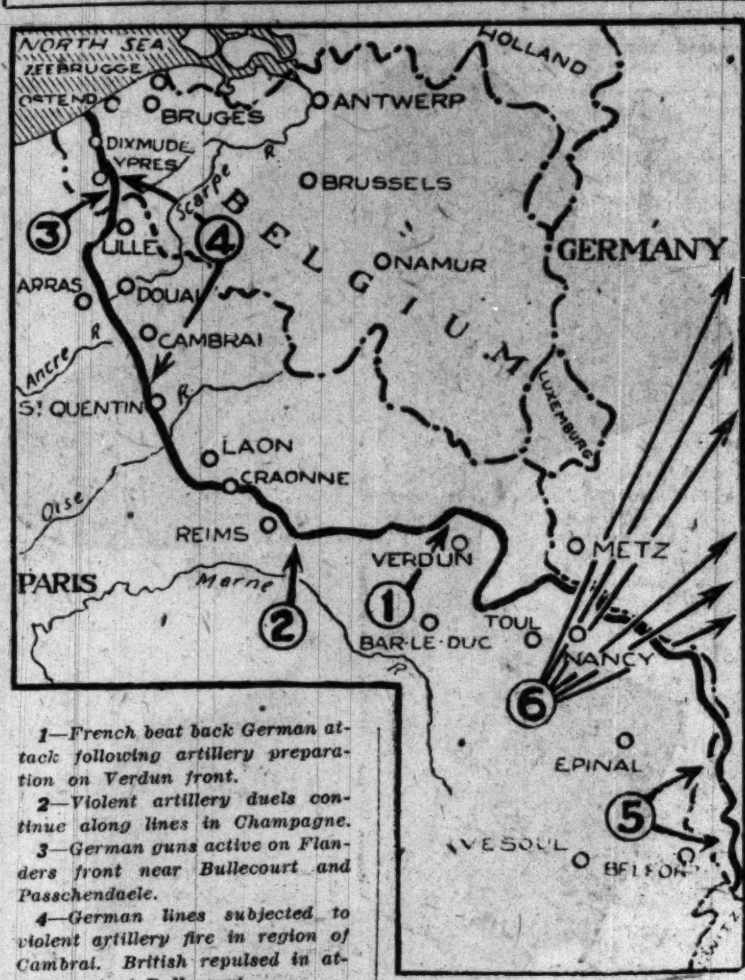 NORTH SEA
HOLLAND
ZEEBRUGGE
OSTEND
BRUGES
ANTWERP
DIXMUDE
YPRES
R
Scarpe
BRUSSELS
BELGIUM
3
4
LILLE
GERMANY
NAMUR
ARRAS
DOUAI
CAMBRAI
Ancre R
R.
ST QUENTIN
LUXEMBURG
LAON
CRAONNE
Oise
REIMS
VERDUN
METZ
PARIS
Marne
1
2
BAR-LE-DUC
TOUL
NANCY
R
6
EPINAL
5
VESOUL
BELFOR
1—French beat back German at-
tack following artillery prepara-
tion on Verdun front.
2—Violent artillery duels con-
tinue along lines in Champagne.
3—German guns active on Flan-
ders front near Bullecourt and
Passchendaele.
4—German lines subjected to
violent artillery fire in region of
Cambrai. British repulsed in at-